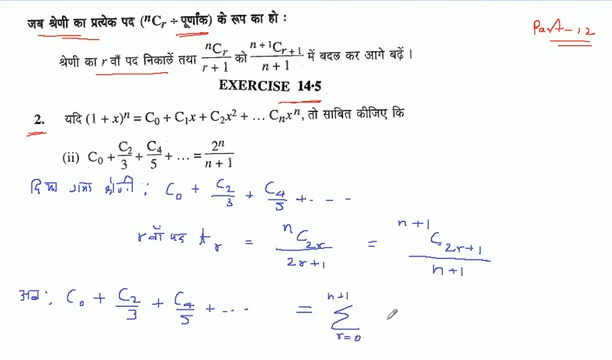 जब श्रेणी का प्रत्येक पद (ⁿCᵣ ÷ पूर्णांक) के रूप का हो :
Part-12
श्रेणी का r वाँ पद निकालें तथा ⁿCᵣ/(r + 1) को ⁿ⁺¹Cᵣ₊₁/(n + 1) में बदल कर आगे बढ़ें ।
EXERCISE 14·5
2. यदि (1 + x)ⁿ = C₀ + C₁x + C₂x² + ... Cₙxⁿ, तो साबित कीजिए कि
(ii) C₀ + C₂/3 + C₄/5 + ... = 2ⁿ/(n + 1)
दिया गया श्रेणी : C₀ + C₂/3 + C₄/5 + - - -
r वाँ पद tᵣ = ⁿC₂ᵣ/(2r+1) = ⁿ⁺¹C₂ᵣ₊₁/(n+1)
अतः C₀ + C₂/3 + C₄/5 + - - - = ∑ n+1 r=0